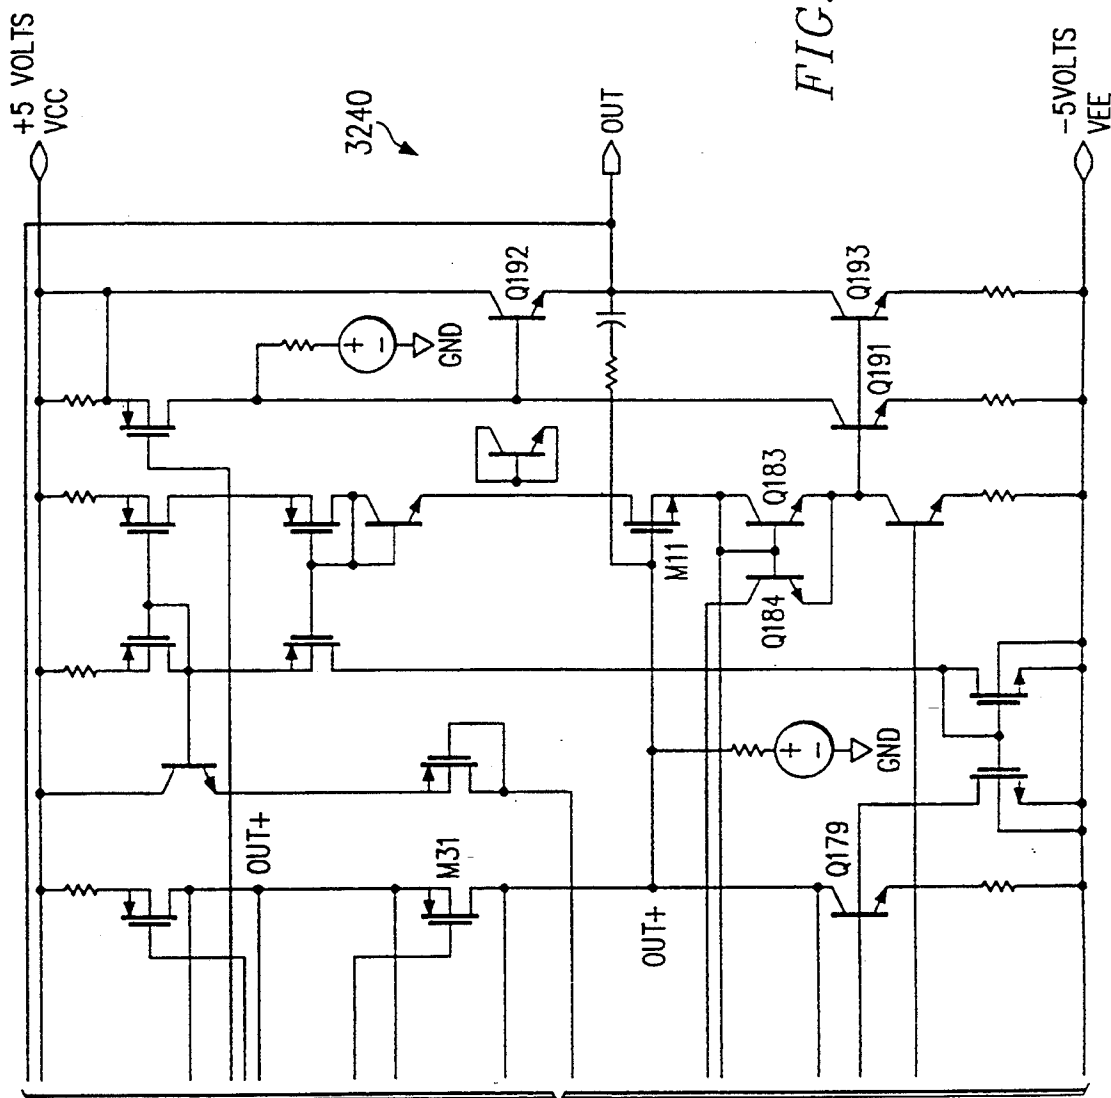 +5 VOLTS
VCC
3240
OUT
FIG.
-5VOLTS
VEE
Q192
Q193
+
-
GND
Q191
Q183
M11
Q184
+
-
GND
OUT+
M31
OUT+
Q179